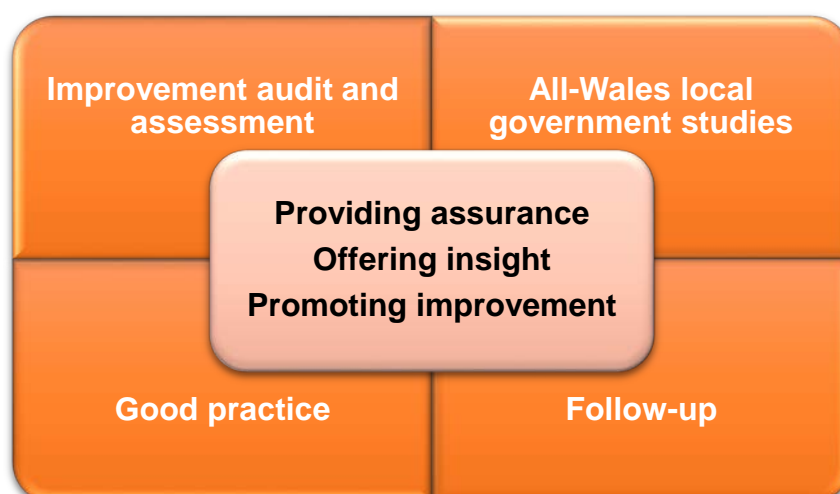 Improvement audit and
assessment
All-Wales local
government studies
Providing assurance
Offering insight
Promoting improvement
Good practice
Follow-up